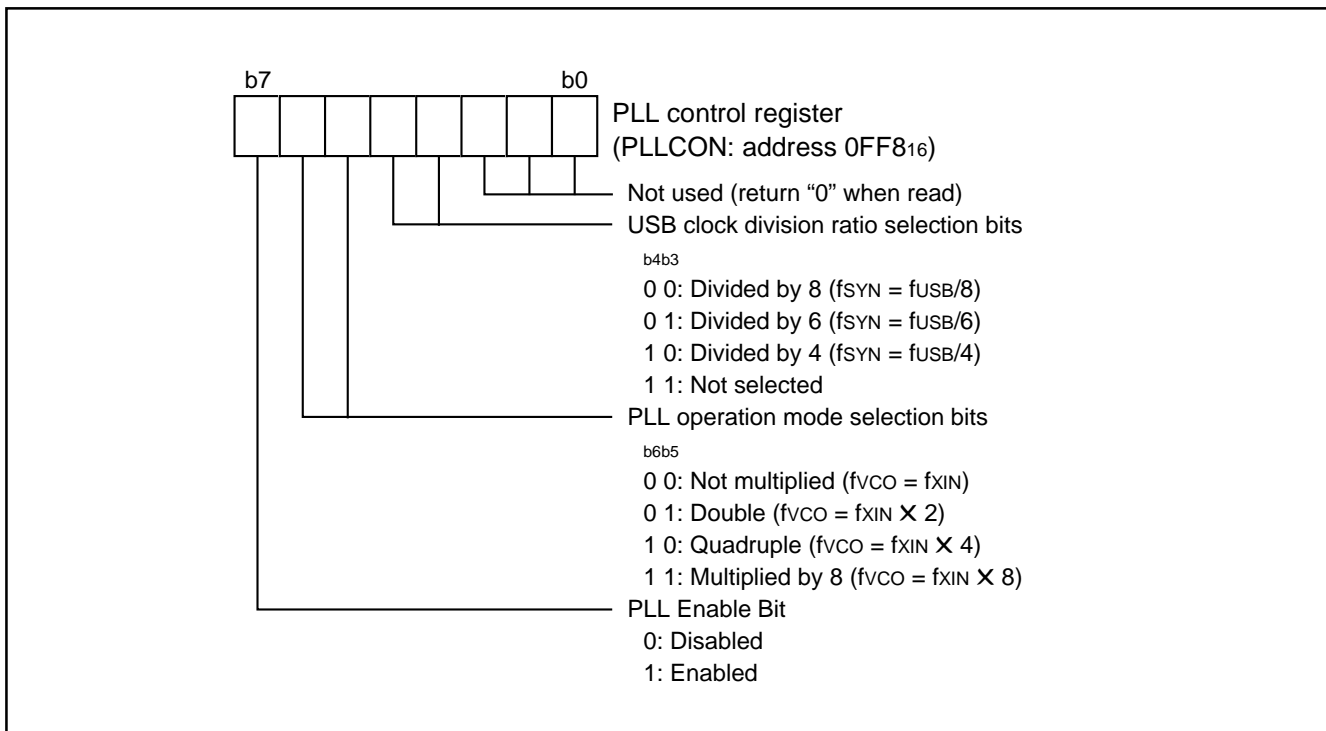 b7 b0
PLL control register
(PLLCON: address 0FF816)
Not used (return “0” when read)
USB clock division ratio selection bits
b4b3
0 0: Divided by 8 (fSYN = fUSB/8)
0 1: Divided by 6 (fSYN = fUSB/6)
1 0: Divided by 4 (fSYN = fUSB/4)
1 1: Not selected
PLL operation mode selection bits
b6b5
0 0: Not multiplied (fVCO = fXIN)
0 1: Double (fVCO = fXIN ✕ 2)
1 0: Quadruple (fVCO = fXIN ✕ 4)
1 1: Multiplied by 8 (fVCO = fXIN ✕ 8)
PLL Enable Bit
0: Disabled
1: Enabled